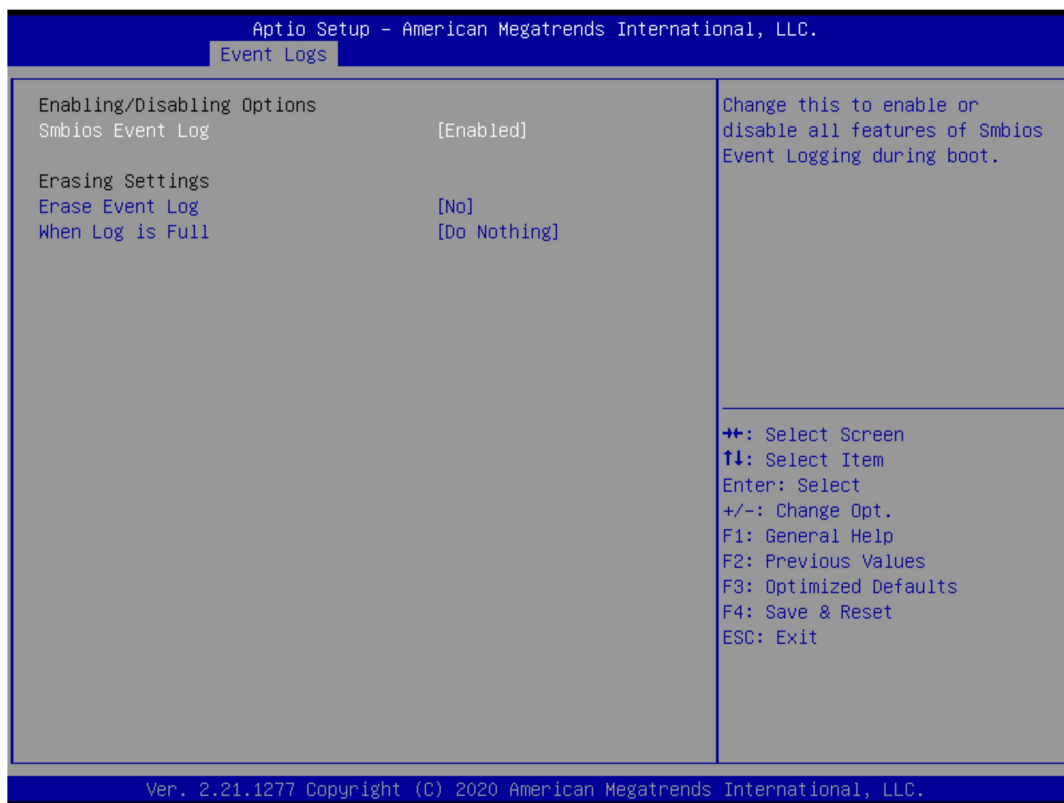 Aptio Setup – American Megatrends International, LLC.
Event Logs
Enabling/Disabling Options
Smbios Event Log [Enabled]
Erasing Settings
Erase Event Log [No]
When Log is Full [Do Nothing]
Change this to enable or
disable all features of Smbios
Event Logging during boot.
→←: Select Screen
↑↓: Select Item
Enter: Select
+/-: Change Opt.
F1: General Help
F2: Previous Values
F3: Optimized Defaults
F4: Save & Reset
ESC: Exit
Ver. 2.21.1277 Copyright (C) 2020 American Megatrends International, LLC.